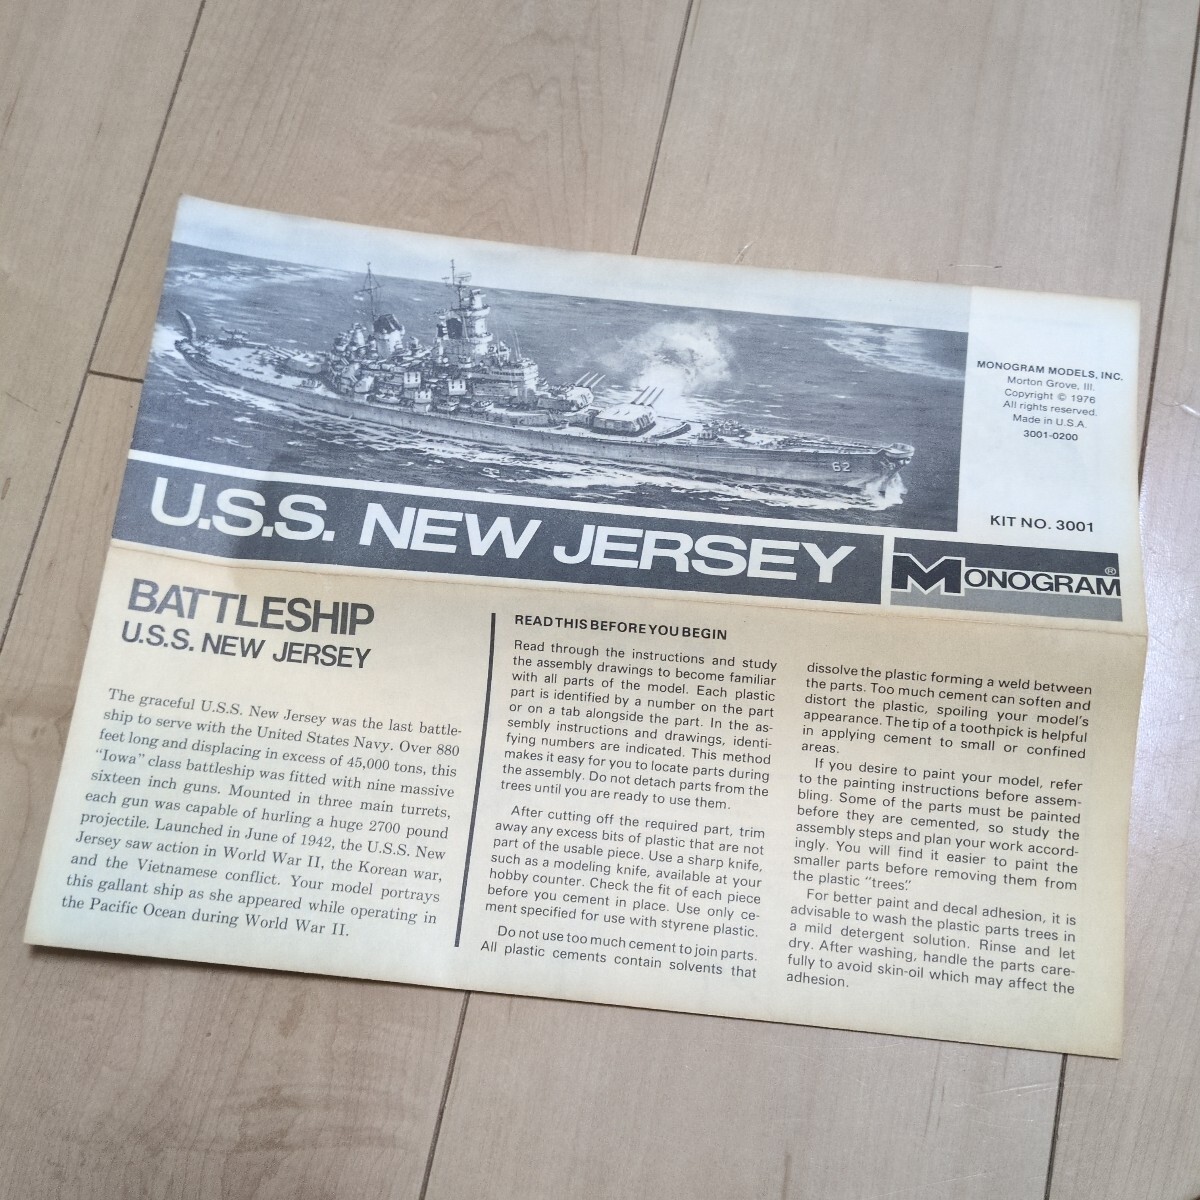 62
MONOGRAM MODELS, INC.
Morton Grove, Ill.
Copyright © 1976
All rights reserved.
Made in U.S.A.
3001-0200
KIT NO. 3001
U.S.S. NEW JERSEY
MONOGRAM®
BATTLESHIP
U.S.S. NEW JERSEY
The graceful U.S.S. New Jersey was the last battle-
ship to serve with the United States Navy. Over 880
feet long and displacing in excess of 45,000 tons, this
"Iowa" class battleship was fitted with nine massive
sixteen inch guns. Mounted in three main turrets,
each gun was capable of hurling a huge 2700 pound
projectile. Launched in June of 1942, the U.S.S. New
Jersey saw action in World War II, the Korean war,
and the Vietnamese conflict. Your model portrays
this gallant ship as she appeared while operating in
the Pacific Ocean during World War II.
READ THIS BEFORE YOU BEGIN
Read through the instructions and study
the assembly drawings to become familiar
with all parts of the model. Each plastic
part is identified by a number on the part
or on a tab alongside the part. In the as-
sembly instructions and drawings, identi-
fying numbers are indicated. This method
makes it easy for you to locate parts during
the assembly. Do not detach parts from the
trees until you are ready to use them.
After cutting off the required part, trim
away any excess bits of plastic that are not
part of the usable piece. Use a sharp knife,
such as a modeling knife, available at your
hobby counter. Check the fit of each piece
before you cement in place. Use only ce-
ment specified for use with styrene plastic.
Do not use too much cement to join parts.
All plastic cements contain solvents that
dissolve the plastic forming a weld between
the parts. Too much cement can soften and
distort the plastic, spoiling your model's
appearance. The tip of a toothpick is helpful
in applying cement to small or confined
areas.
If you desire to paint your model, refer
to the painting instructions before assem-
bling. Some of the parts must be painted
before they are cemented, so study the
assembly steps and plan your work accord-
ingly. You will find it easier to paint the
smaller parts before removing them from
the plastic "trees."
For better paint and decal adhesion, it is
advisable to wash the plastic parts trees in
a mild detergent solution. Rinse and let
dry. After washing, handle the parts care-
fully to avoid skin-oil which may affect the
adhesion.